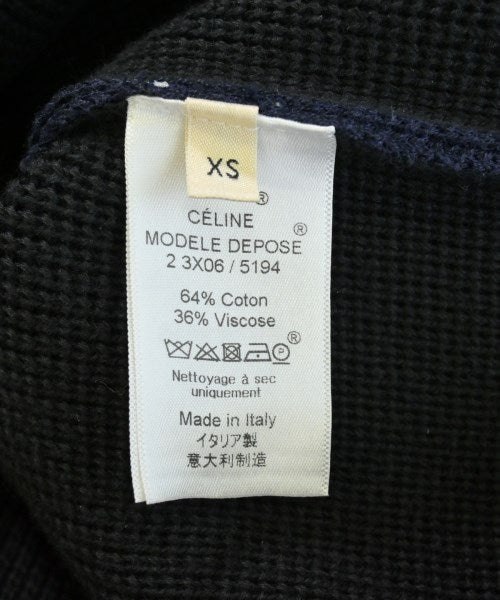 XS
®
CÉLINE ®
MODELE DEPOSE
2 3X06 / 5194
64% Coton
36% Viscose
®
P
Nettoyage à sec
uniquement
Made in Italy
イタリア製
意大利制造